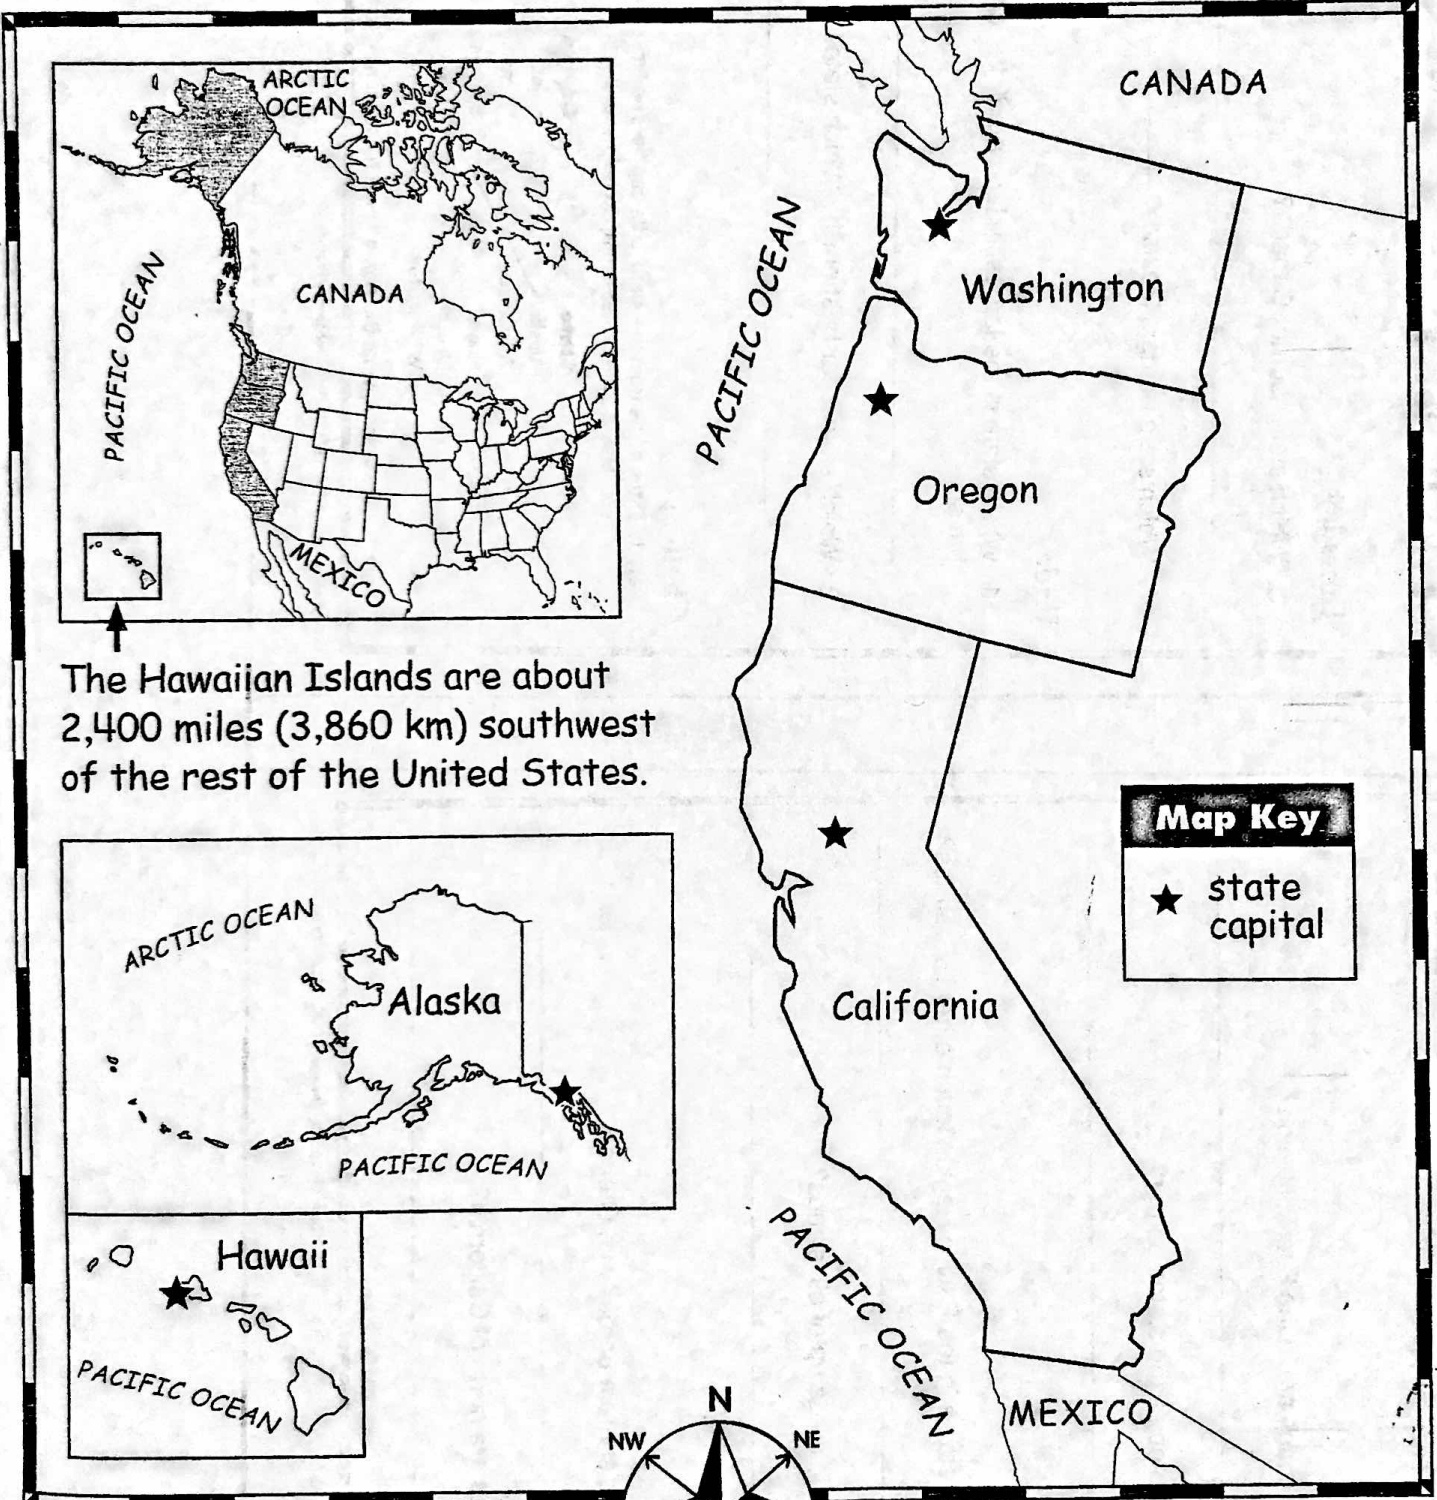 ARCTIC
OCEAN
CANADA
PACIFIC OCEAN
MEXICO
The Hawaiian Islands are about
2,400 miles (3,860 km) southwest
of the rest of the United States.
ARCTIC OCEAN
Alaska
PACIFIC OCEAN
Hawaii
PACIFIC OCEAN
CANADA
PACIFIC OCEAN
Washington
Oregon
Map Key
state
capital
California
PACIFIC OCEAN
MEXICO
N
NW
NE